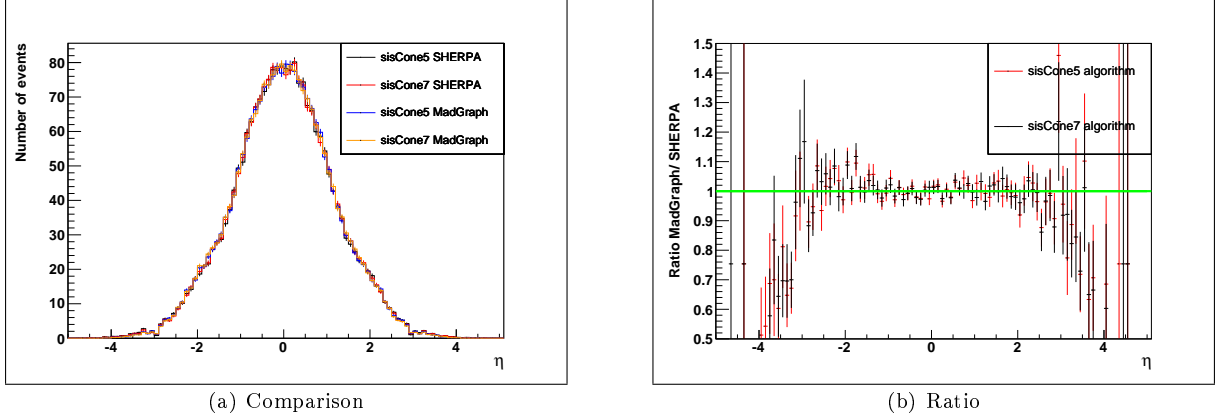 Number of events
80
70
60
50
40
30
20
10
0
-4 -2 0 2 4
η
sisCone5 SHERPA
sisCone7 SHERPA
sisCone5 MadGraph
sisCone7 MadGraph
(a) Comparison
Ratio MadGraph/ SHERPA
1.5
1.4
1.3
1.2
1.1
1
0.9
0.8
0.7
0.6
0.5
-4 -2 0 2 4
η
sisCone5 algorithm
sisCone7 algorithm
(b) Ratio